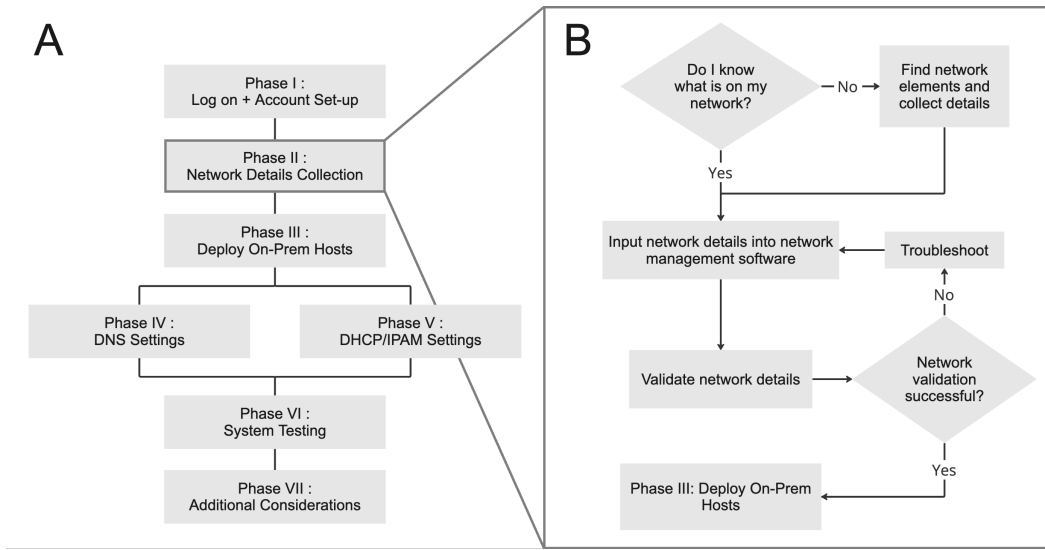 A
Phase I :
Log on + Account Set-up
Phase II :
Network Details Collection
Phase III :
Deploy On-Prem Hosts
Phase IV :
DNS Settings
Phase V :
DHCP/IPAM Settings
Phase VI :
System Testing
Phase VII :
Additional Considerations
B
Do I know
what is on my
network?
No
Find network
elements and
collect details
Yes
Input network details into network
management software
Troubleshoot
No
Validate network details
Network
validation
successful?
Yes
Phase III: Deploy On-Prem
Hosts